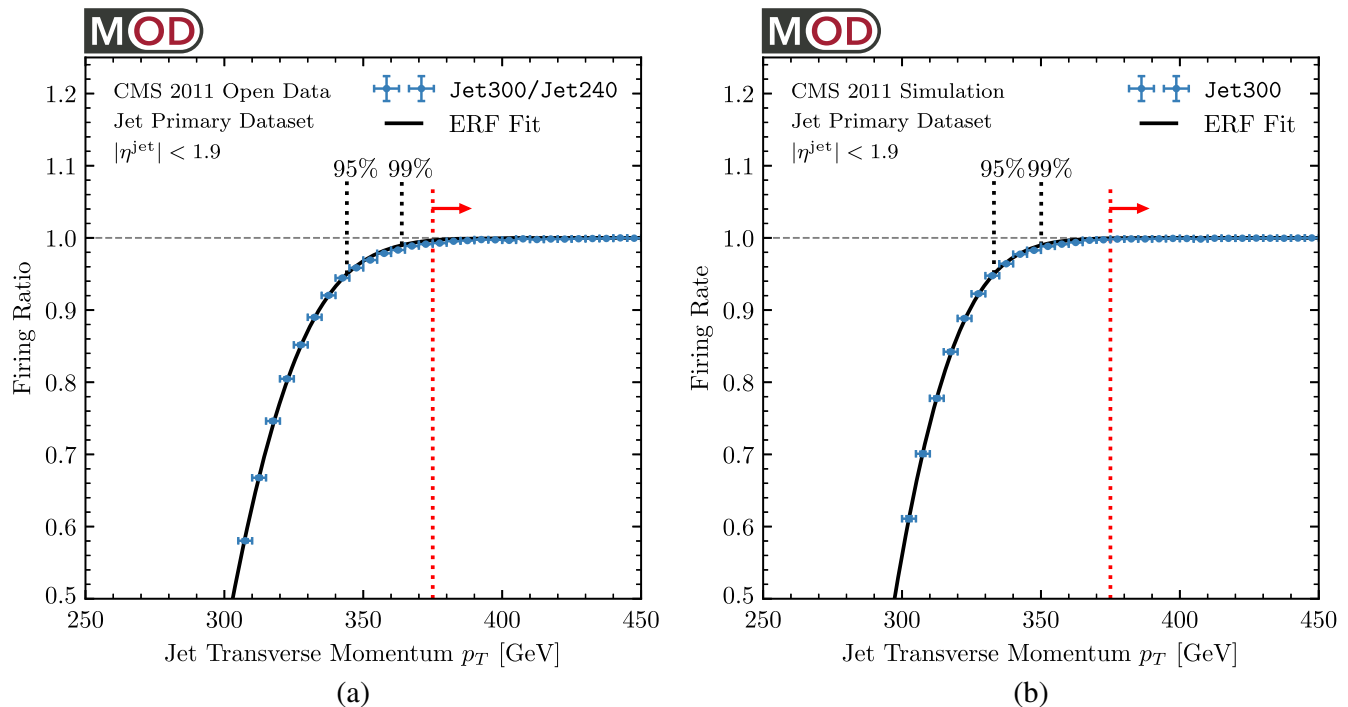 MOD
CMS 2011 Open Data
Jet Primary Dataset
|η^jet| < 1.9
Jet300/Jet240
ERF Fit
95%
99%
1.2
1.1
1.0
0.9
0.8
0.7
0.6
0.5
Firing Ratio
250
300
350
400
450
Jet Transverse Momentum p_T [GeV]
(a)
MOD
CMS 2011 Simulation
Jet Primary Dataset
|η^jet| < 1.9
Jet300
ERF Fit
95%
99%
1.2
1.1
1.0
0.9
0.8
0.7
0.6
0.5
Firing Rate
250
300
350
400
450
Jet Transverse Momentum p_T [GeV]
(b)